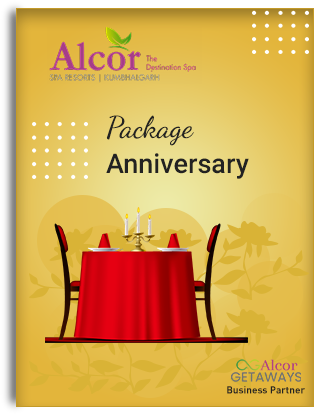 Alcor The
Destination Spa
SPA RESORTS | KUMBHALGARH
Package
Anniversary
Alcor
GETAWAYS
Business Partner